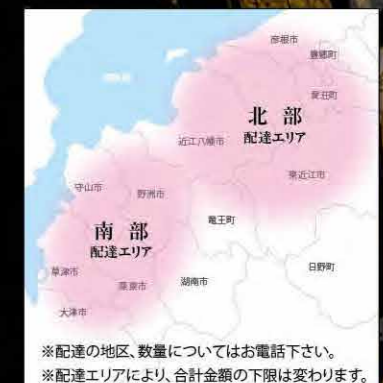 彦根市
豊郷町
愛荘町
北部
配達エリア
近江八幡市
東近江市
守山市
野洲市
竜王町
南部
配達エリア
日野町
草津市
湖南市
栗東市
大津市
※配達の地区、数量についてはお電話下さい。
※配達エリアにより、合計金額の下限は変わります。